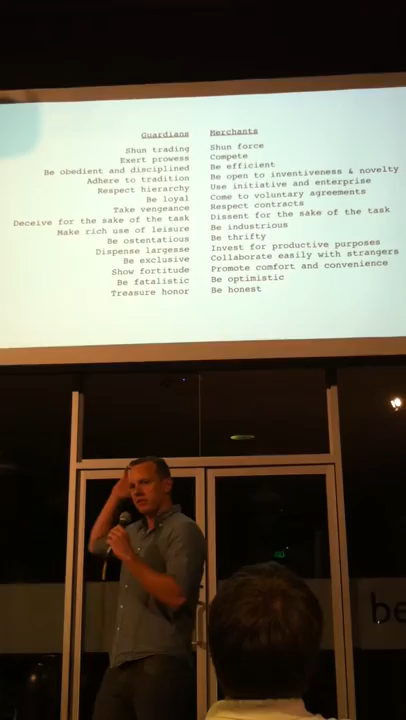 Guardians Merchants
Shun trading Shun force
Exert prowess Compete
Be obedient and disciplined Be efficient
Adhere to tradition Be open to inventiveness & novelty
Respect hierarchy Use initiative and enterprise
Be loyal Come to voluntary agreements
Take vengeance Respect contracts
Deceive for the sake of the task Dissent for the sake of the task
Make rich use of leisure Be industrious
Be ostentatious Be thrifty
Dispense largesse Invest for productive purposes
Be exclusive Collaborate easily with strangers
Show fortitude Promote comfort and convenience
Be fatalistic Be optimistic
Treasure honor Be honest
be